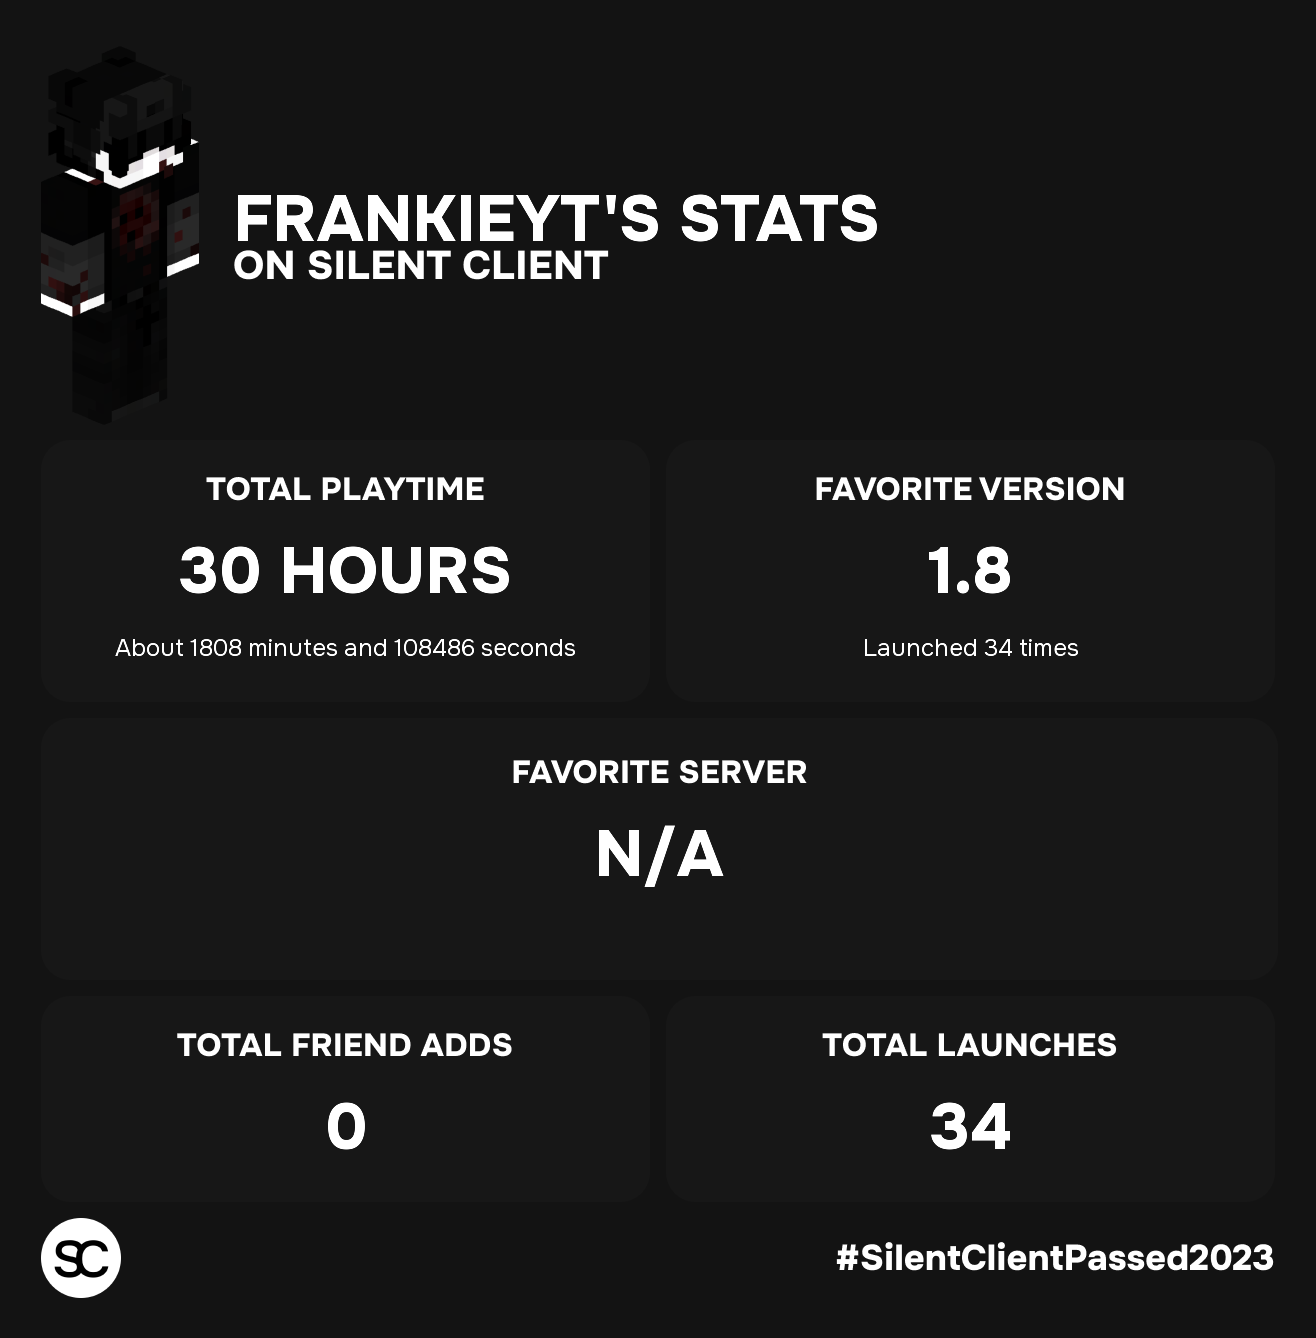 FRANKIEYT'S STATS
ON SILENT CLIENT
TOTAL PLAYTIME
30 HOURS
About 1808 minutes and 108486 seconds
FAVORITE VERSION
1.8
Launched 34 times
FAVORITE SERVER
N/A
TOTAL FRIEND ADDS
0
TOTAL LAUNCHES
34
SC
#SilentClientPassed2023